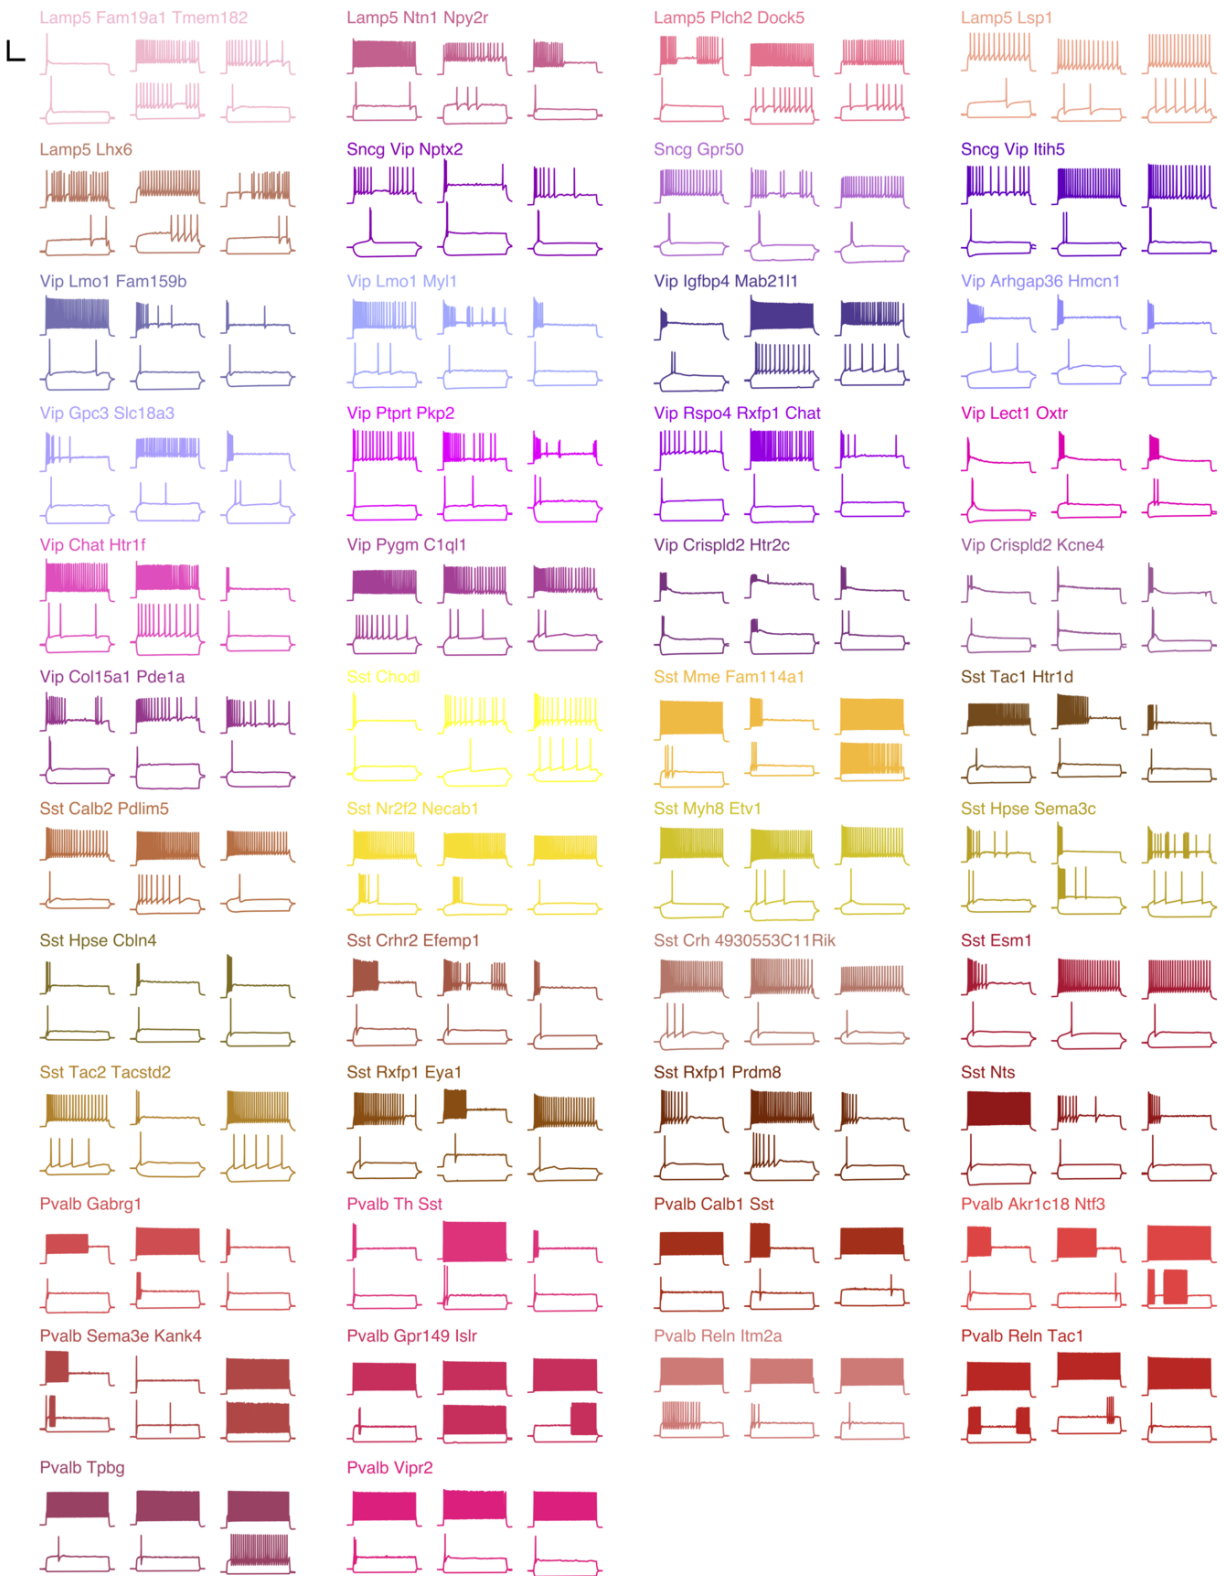 Lamp5 Fam19a1 Tmem182
Lamp5 Ntn1 Npy2r
Lamp5 Plch2 Dock5
Lamp5 Lsp1
Lamp5 Lhx6
Sncg Vip Nptx2
Sncg Gpr50
Sncg Vip Itih5
Vip Lmo1 Fam159b
Vip Lmo1 Myl1
Vip Igfbp4 Mab21l1
Vip Arhgap36 Hmcn1
Vip Gpc3 Slc18a3
Vip Ptprt Pkp2
Vip Rspo4 Rxfp1 Chat
Vip Lect1 Oxtr
Vip Chat Htr1f
Vip Pygm C1ql1
Vip Crispld2 Htr2c
Vip Crispld2 Kcne4
Vip Col15a1 Pde1a
Sst Chodl
Sst Mme Fam114a1
Sst Tac1 Htr1d
Sst Calb2 Pdlim5
Sst Nr2f2 Necab1
Sst Myh8 Etv1
Sst Hpse Sema3c
Sst Hpse Cbln4
Sst Crhr2 Efemp1
Sst Crh 4930553C11Rik
Sst Esm1
Sst Tac2 Tacstd2
Sst Rxfp1 Eya1
Sst Rxfp1 Prdm8
Sst Nts
Pvalb Gabrg1
Pvalb Th Sst
Pvalb Calb1 Sst
Pvalb Akr1c18 Ntf3
Pvalb Sema3e Kank4
Pvalb Gpr149 Islr
Pvalb Reln Itm2a
Pvalb Reln Tac1
Pvalb Tpbg
Pvalb Vipr2